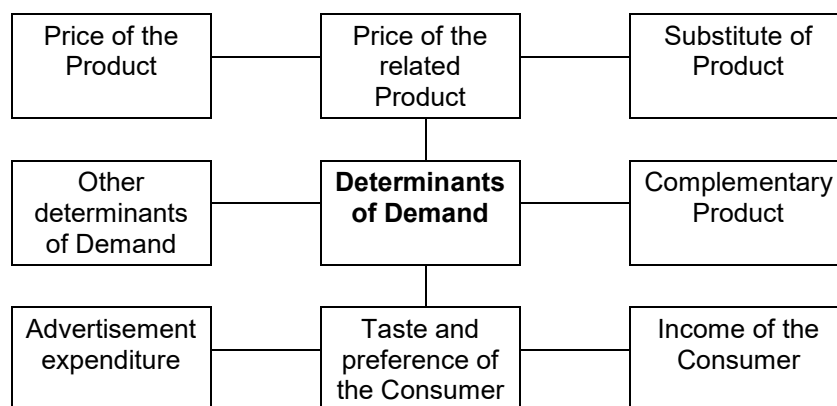 Price of the
Product
Price of the
related
Product
Substitute of
Product
Other
determinants
of Demand
Determinants
of Demand
Complementary
Product
Advertisement
expenditure
Taste and
preference of
the Consumer
Income of the
Consumer